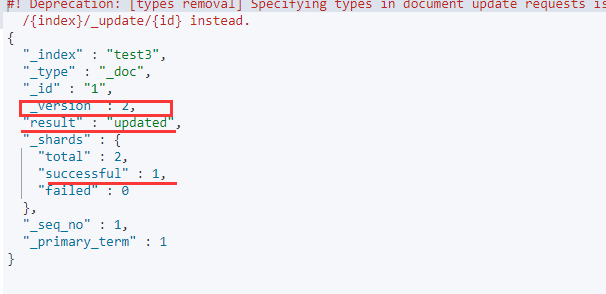 #! Deprecation: [types removal] Specifying types in document update requests is
/{index}/_update/{id} instead.
{
"_index" : "test3",
"_type" : "_doc",
"_id" : "1",
"_version" : 2,
"result" : "updated",
"_shards" : {
"total" : 2,
"successful" : 1,
"failed" : 0
},
"_seq_no" : 1,
"_primary_term" : 1
}